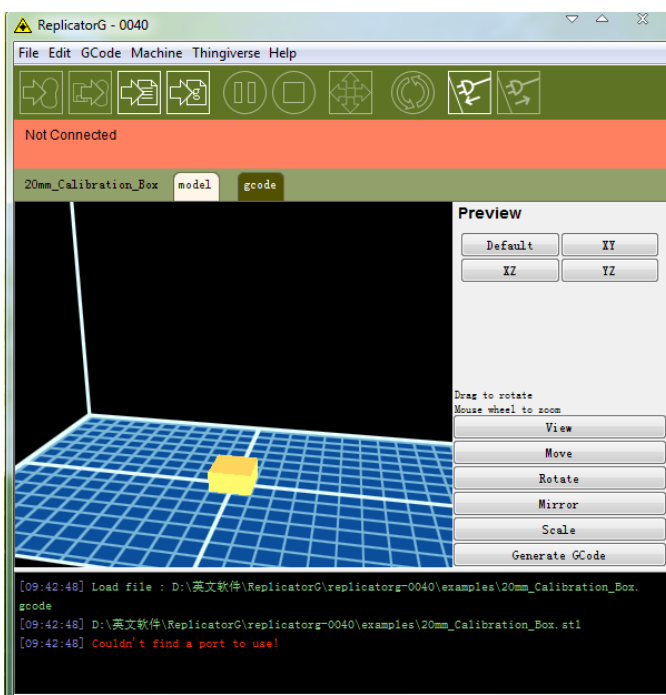 ReplicatorG - 0040
File Edit GCode Machine Thingiverse Help
Not Connected
20mm_Calibration_Box model gcode
Preview
Default XY
XZ YZ
Drag to rotate
Mouse wheel to zoom
View
Move
Rotate
Mirror
Scale
Generate GCode
[09:42:48] Load file : D:\英文软件\ReplicatorG\replicatorg-0040\examples\20mm_Calibration_Box.
gcode
[09:42:48] D:\英文软件\ReplicatorG\replicatorg-0040\examples\20mm_Calibration_Box.stl
[09:42:48] Couldn't find a port to use!